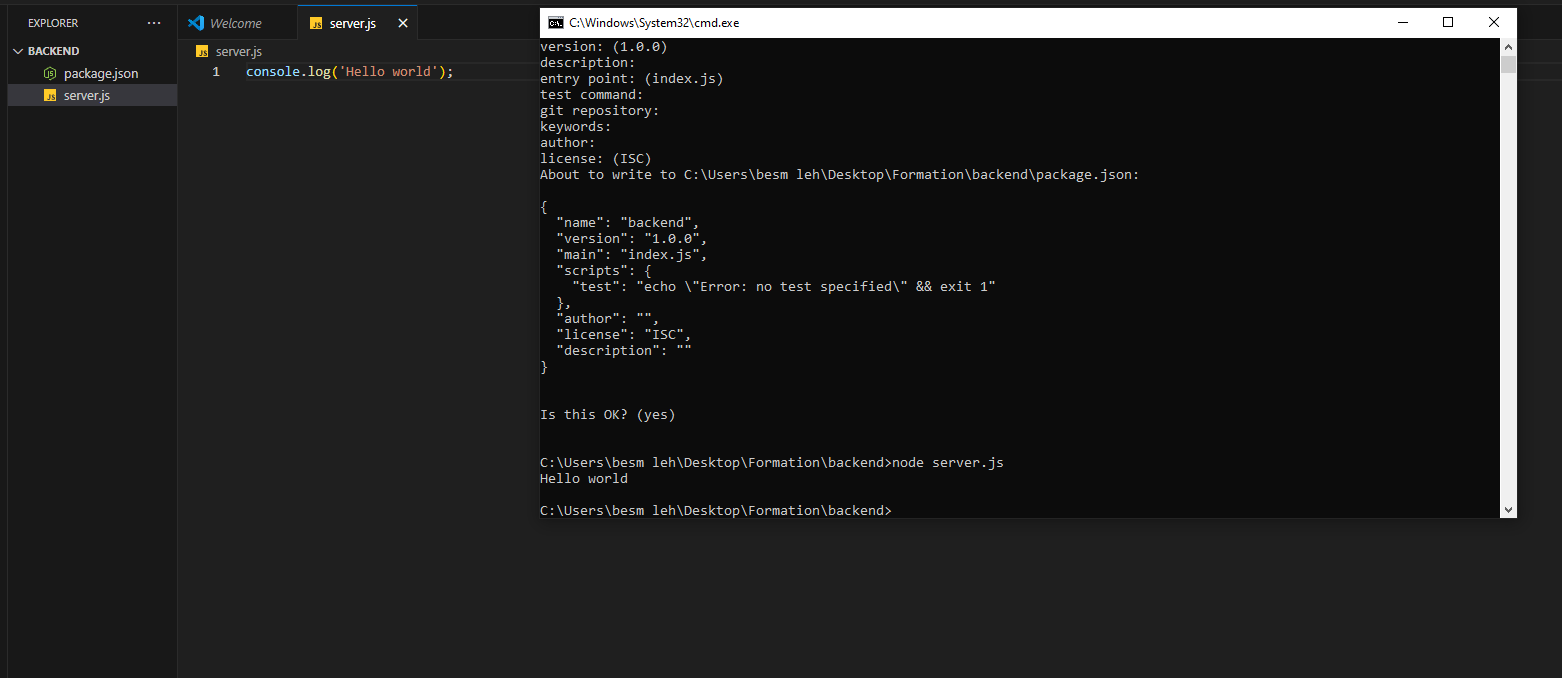 EXPLORER ...
BACKEND
package.json
JS server.js
Welcome
JS server.js
JS server.js
1 console.log('Hello world');
C:\Windows\System32\cmd.exe
version: (1.0.0)
description:
entry point: (index.js)
test command:
git repository:
keywords:
author:
license: (ISC)
About to write to C:\Users\besm leh\Desktop\Formation\backend\package.json:
{
  "name": "backend",
  "version": "1.0.0",
  "main": "index.js",
  "scripts": {
    "test": "echo \"Error: no test specified\" && exit 1"
  },
  "author": "",
  "license": "ISC",
  "description": ""
}
Is this OK? (yes)
C:\Users\besm leh\Desktop\Formation\backend>node server.js
Hello world
C:\Users\besm leh\Desktop\Formation\backend>